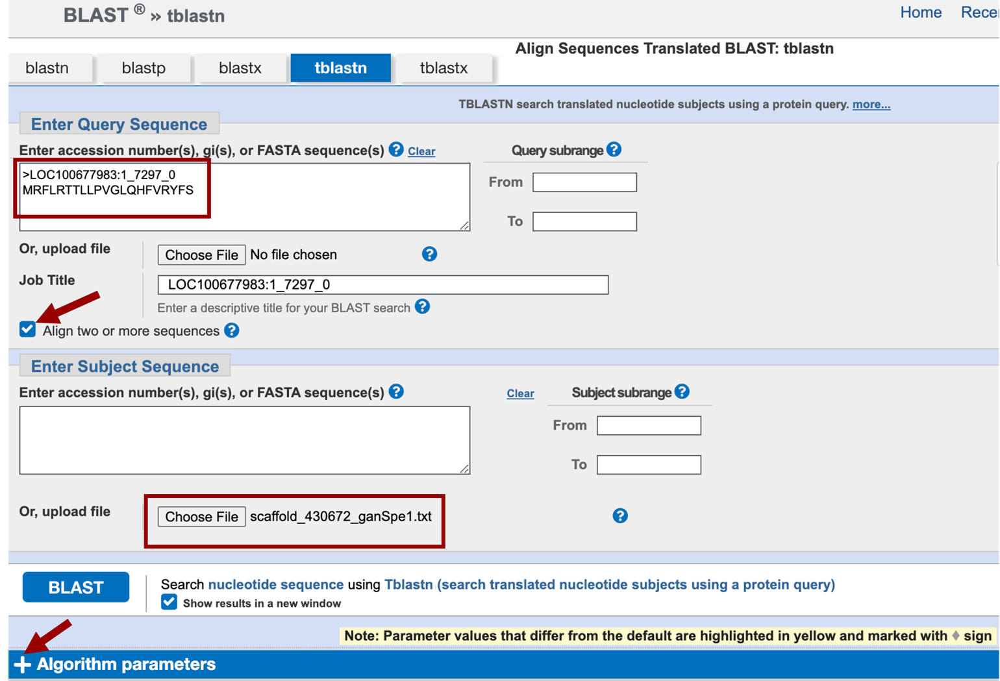 BLAST ® » tblastn
Home Recen
Align Sequences Translated BLAST: tblastn
blastn blastp blastx tblastn tblastx
TBLASTN search translated nucleotide subjects using a protein query. more...
Enter Query Sequence
Enter accession number(s), gi(s), or FASTA sequence(s) ? Clear
Query subrange ?
>LOC100677983:1_7297_0
MRFLRTTLLPVGLQHFVRYFS
From
To
Or, upload file Choose File No file chosen ?
Job Title LOC100677983:1_7297_0
Enter a descriptive title for your BLAST search ?
Align two or more sequences ?
Enter Subject Sequence
Enter accession number(s), gi(s), or FASTA sequence(s) ? Clear
Subject subrange ?
From
To
Or, upload file Choose File scaffold_430672_ganSpe1.txt ?
BLAST
Search nucleotide sequence using Tblastn (search translated nucleotide subjects using a protein query)
Show results in a new window
Note: Parameter values that differ from the default are highlighted in yellow and marked with ♦ sign
+ Algorithm parameters